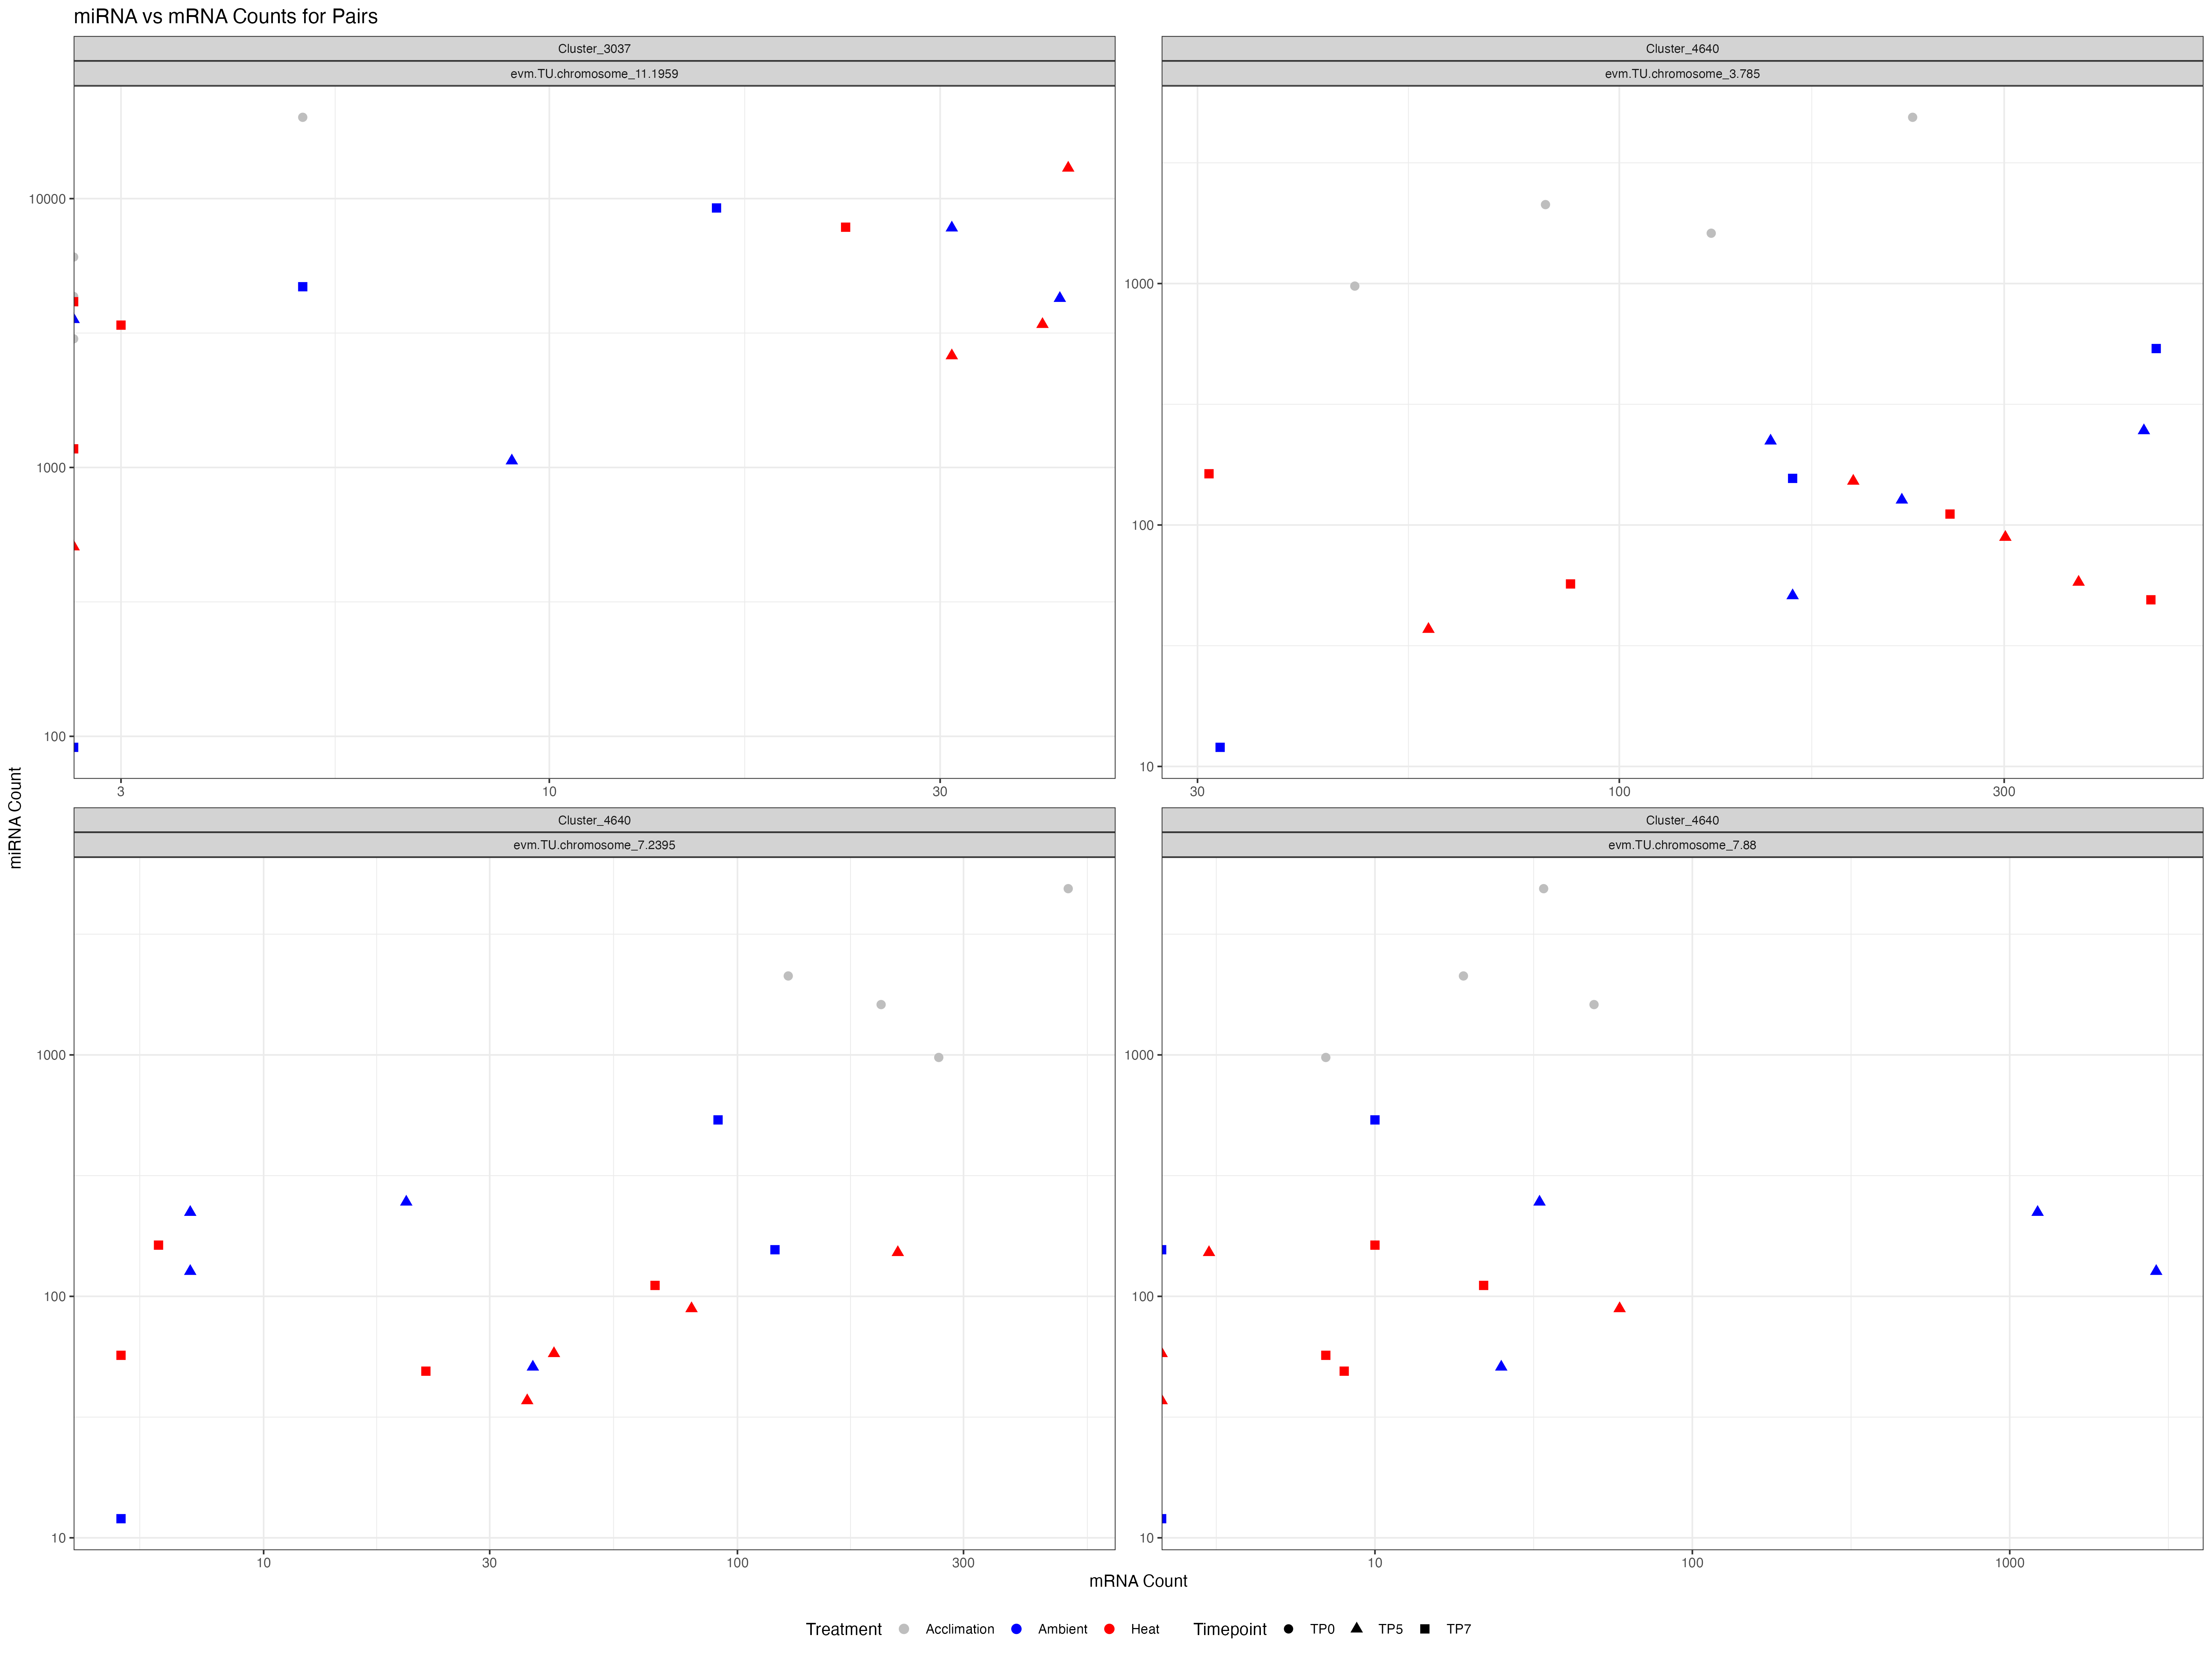 miRNA vs mRNA Counts for Pairs
Cluster_3037
evm.TU.chromosome_11.1959
10000
1000
100
3
10
30
Cluster_4640
evm.TU.chromosome_3.785
1000
100
10
30
100
300
miRNA Count
Cluster_4640
evm.TU.chromosome_7.2395
1000
100
10
10
30
100
300
Cluster_4640
evm.TU.chromosome_7.88
1000
100
10
10
100
1000
mRNA Count
Treatment Acclimation Ambient Heat Timepoint TP0 TP5 TP7